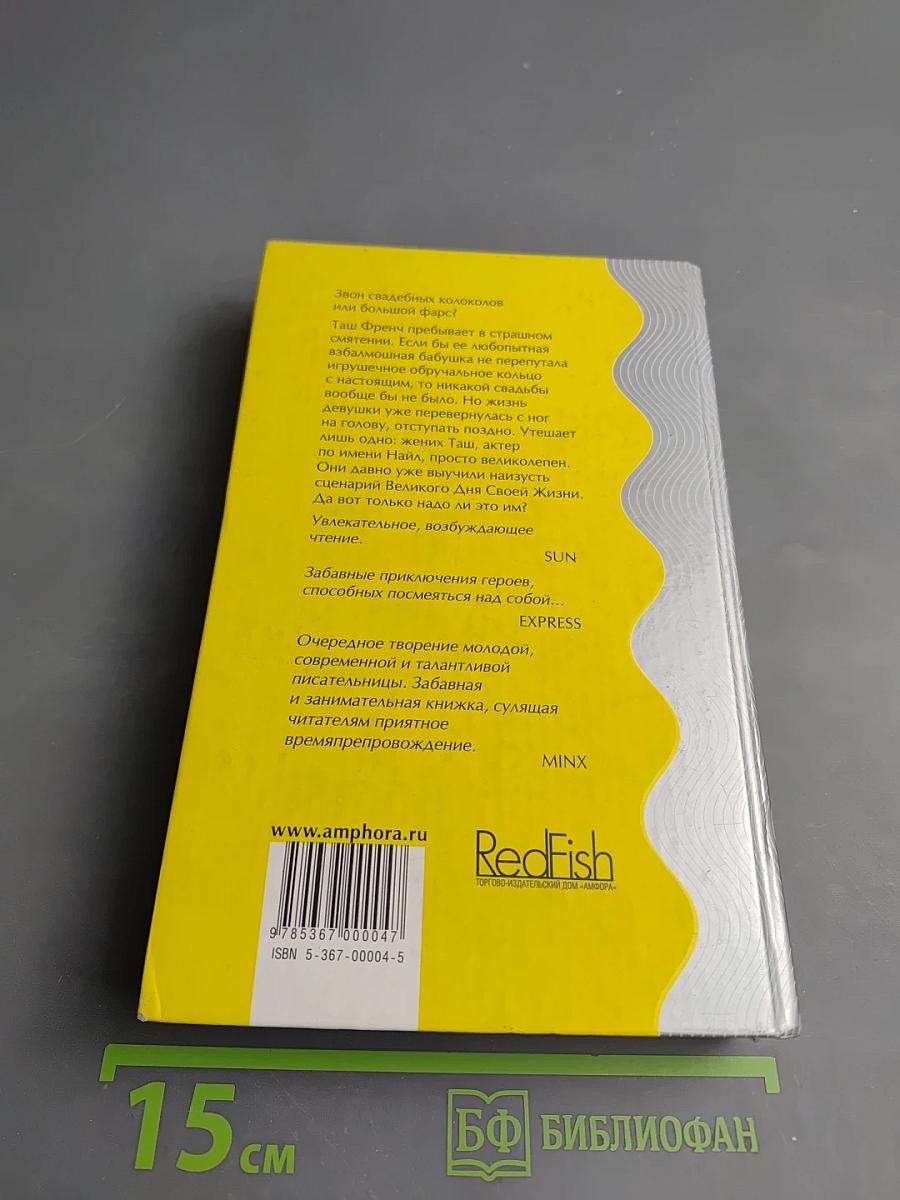 Звон свадебных колоколов
или большой фарс?
Таш Френч пребывает в страшном
смятении. Если бы ее любопытная
взбалмошная бабушка не перепутала
игрушечное обручальное кольцо
с настоящим, то никакой свадьбы
вообще бы не было. Но жизнь
девушки уже перевернулась с ног
на голову, отступать поздно. Утешает
лишь одно: жених Таш, актер
по имени Найл, просто великолепен.
Они давно уже выучили наизусть
сценарий Великого Дня Своей Жизни.
Да вот только надо ли это им?
Увлекательное, возбуждающее
чтение.
SUN
Забавные приключения героев,
способных посмеяться над собой...
EXPRESS
Очередное творение молодой,
современной и талантливой
писательницы. Забавная
и занимательная книжка, сулящая
читателям приятное
времяпрепровождение.
MINX
www.amphora.ru
RedFish
ТОРГОВО-ИЗДАТЕЛЬСКИЙ ДОМ «АМФОРА»
9 785367 000047
ISBN 5-367-00004-5
15 см
БФ БИБЛИОФАН